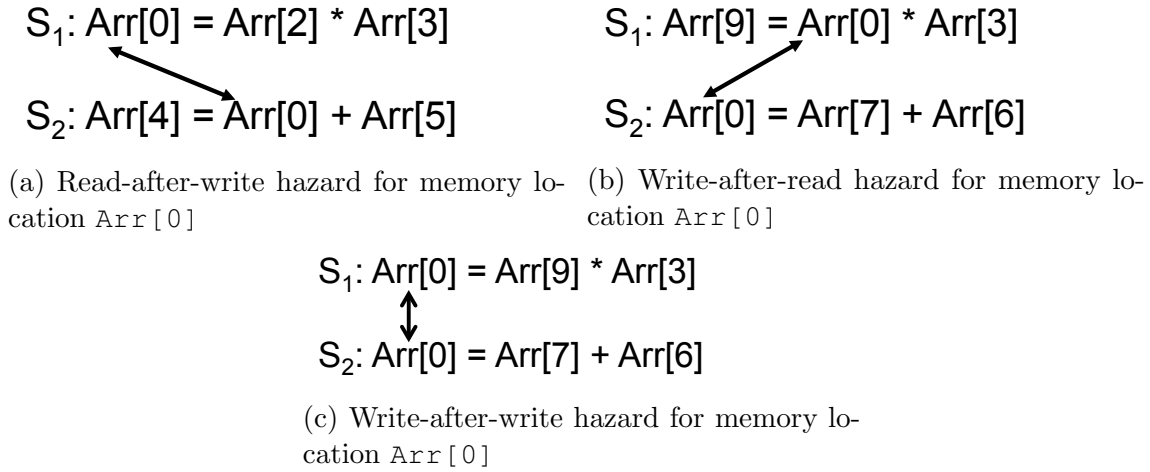 S₁: Arr[0] = Arr[2] * Arr[3]
S₂: Arr[4] = Arr[0] + Arr[5]
(a) Read-after-write hazard for memory lo-
cation Arr[0]
S₁: Arr[9] = Arr[0] * Arr[3]
S₂: Arr[0] = Arr[7] + Arr[6]
(b) Write-after-read hazard for memory lo-
cation Arr[0]
S₁: Arr[0] = Arr[9] * Arr[3]
S₂: Arr[0] = Arr[7] + Arr[6]
(c) Write-after-write hazard for memory lo-
cation Arr[0]